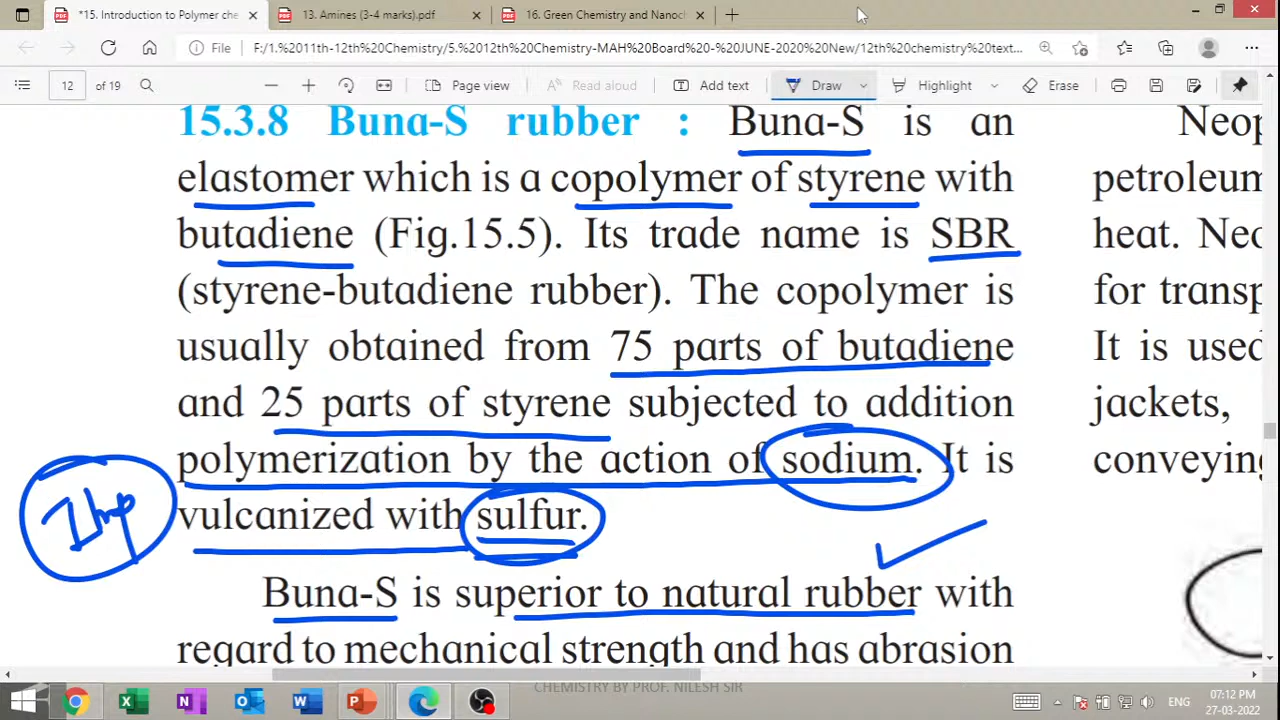 *15. Introduction to Polymer che
13. Amines (3-4 marks).pdf
16. Green Chemistry and Nanoch
File
F:/1.%2011th-12th%20Chemistry/5.%2012th%20Chemistry-MAH%20Board%20-%20JUNE-2020%20New/12th%20chemistry%20text...
12 of 19
Page view
Read aloud
Add text
Draw
Highlight
Erase
15.3.8 Buna-S rubber : Buna-S is an
elastomer which is a copolymer of styrene with
butadiene (Fig.15.5). Its trade name is SBR
(styrene-butadiene rubber). The copolymer is
usually obtained from 75 parts of butadiene
and 25 parts of styrene subjected to addition
polymerization by the action of sodium. It is
vulcanized with sulfur.
Imp
Buna-S is superior to natural rubber with
regard to mechanical strength and has abrasion
Neop
petroleum
heat. Neo
for transp
It is used
jackets,
conveying
CHEMISTRY BY PROF. NILESH SIR
ENG
07:12 PM
27-03-2022